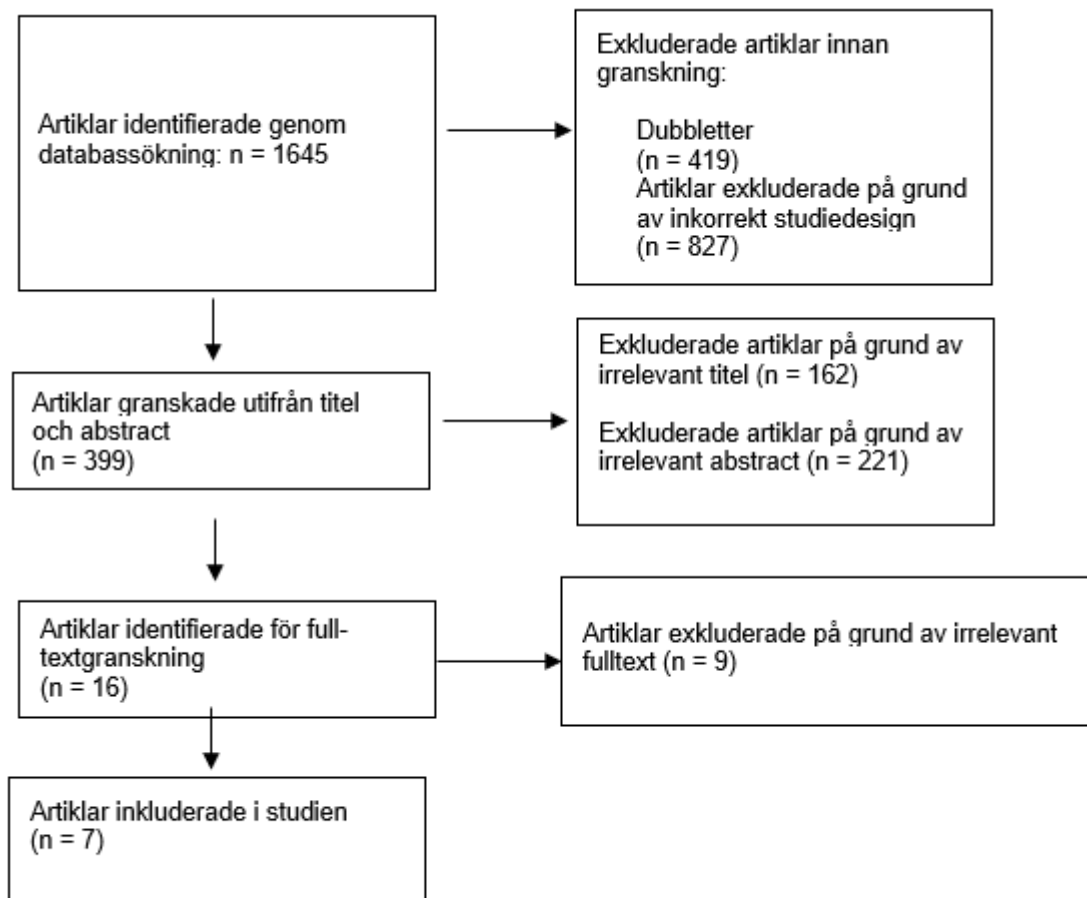 Artiklar identifierade genom
databassökning: n = 1645
Exkluderade artiklar innan
granskning:
Dubbletter
(n = 419)
Artiklar exkluderade på grund
av inkorrekt studiedesign
(n = 827)
Artiklar granskade utifrån titel
och abstract
(n = 399)
Exkluderade artiklar på grund av
irrelevant titel (n = 162)
Exkluderade artiklar på grund av
irrelevant abstract (n = 221)
Artiklar identifierade för full-
textgranskning
(n = 16)
Artiklar exkluderade på grund av irrelevant
fulltext (n = 9)
Artiklar inkluderade i studien
(n = 7)